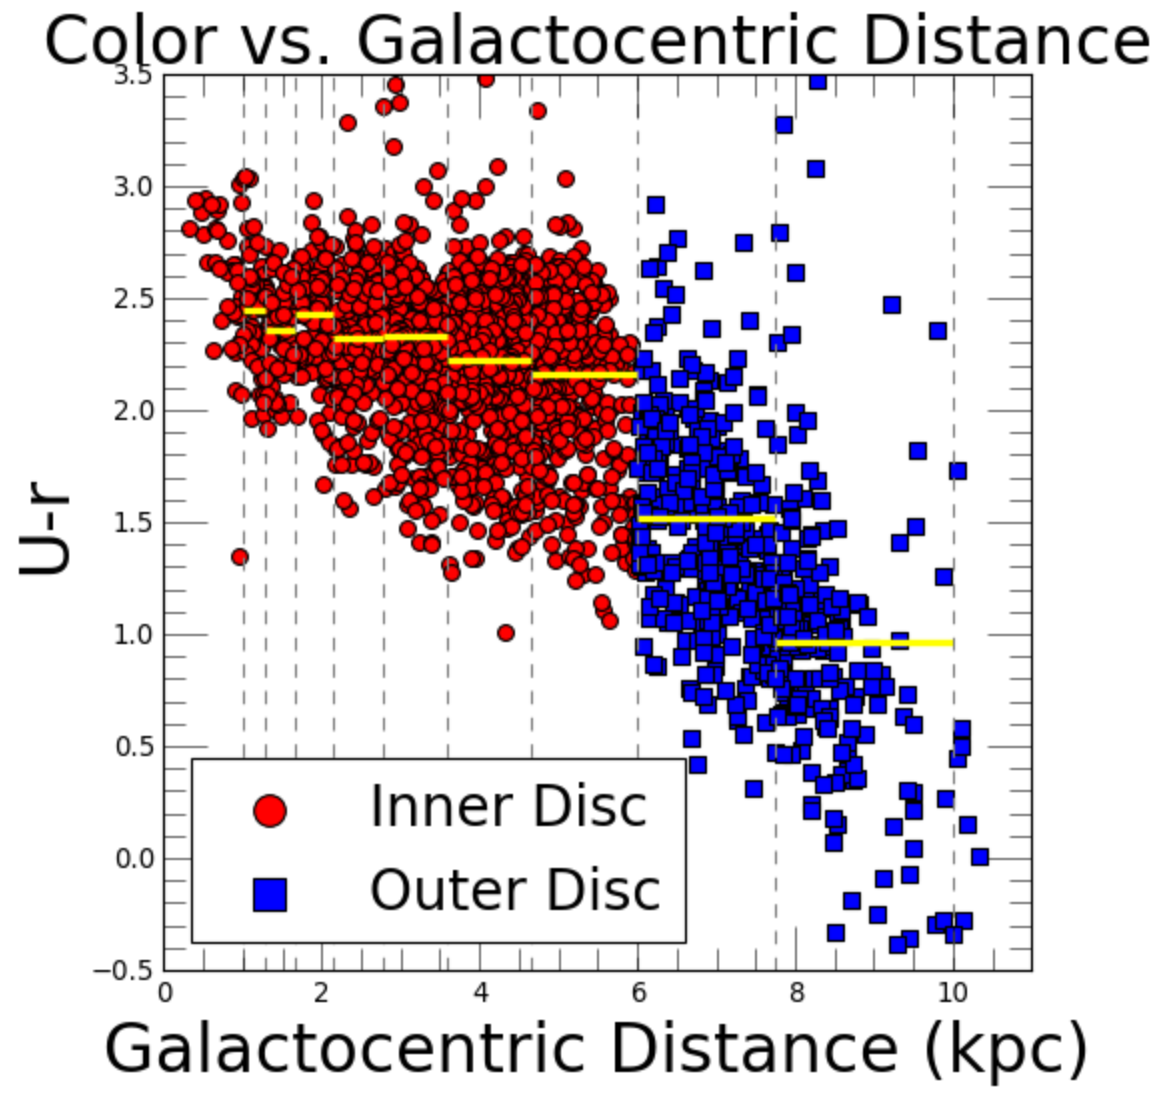 Color vs. Galactocentric Distance
3.5
3.0
2.5
2.0
1.5
1.0
0.5
0.0
−0.5
U-r
Inner Disc
Outer Disc
0 2 4 6 8 10
Galactocentric Distance (kpc)